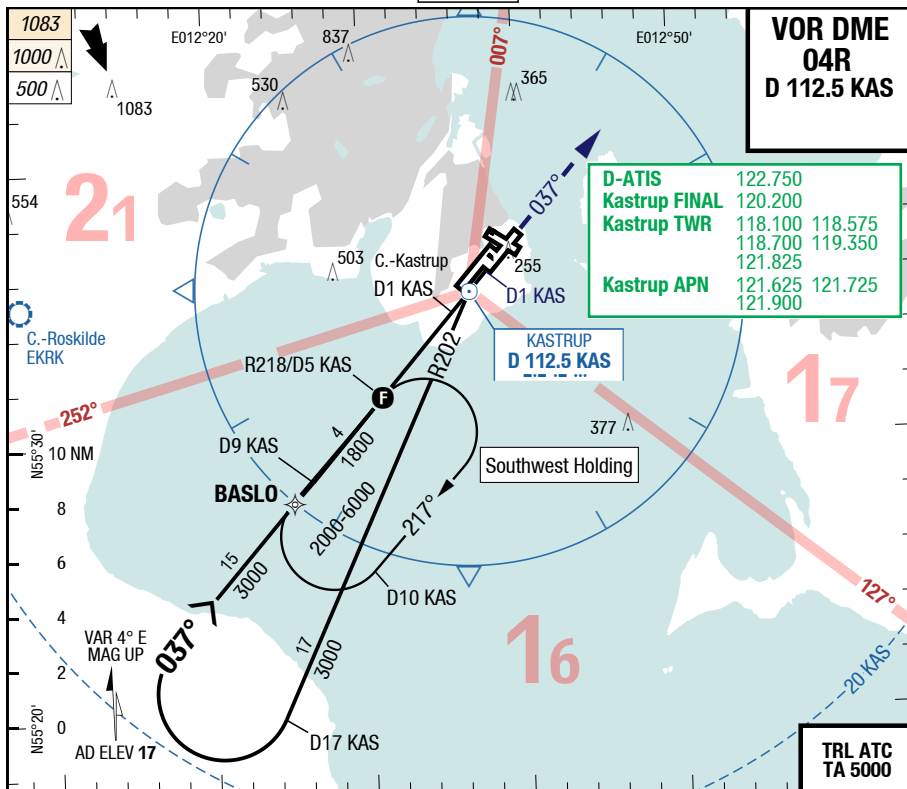 1083
1000
500
1083
E012°20'
837
530
007°
365
E012°50'
VOR DME
04R
D 112.5 KAS
D-ATIS 122.750
Kastrup FINAL 120.200
Kastrup TWR 118.100 118.575
118.700 119.350
121.825
Kastrup APN 121.625 121.725
121.900
21
554
037°
503
C.-Kastrup
255
D1 KAS
D1 KAS
C.-Roskilde
EKRK
R202
KASTRUP
D 112.5 KAS
R218/D5 KAS
F
17
252°
377
N55°30'
10 NM
D9 KAS
4
1800
Southwest Holding
BASLO
8
2000-6000
217°
15
3000
6
D10 KAS
127°
4
037°
VAR 4° E
MAG UP
17
3000
16
2
20 KAS
N55°20'
0
AD ELEV 17
D17 KAS
TRL ATC
TA 5000